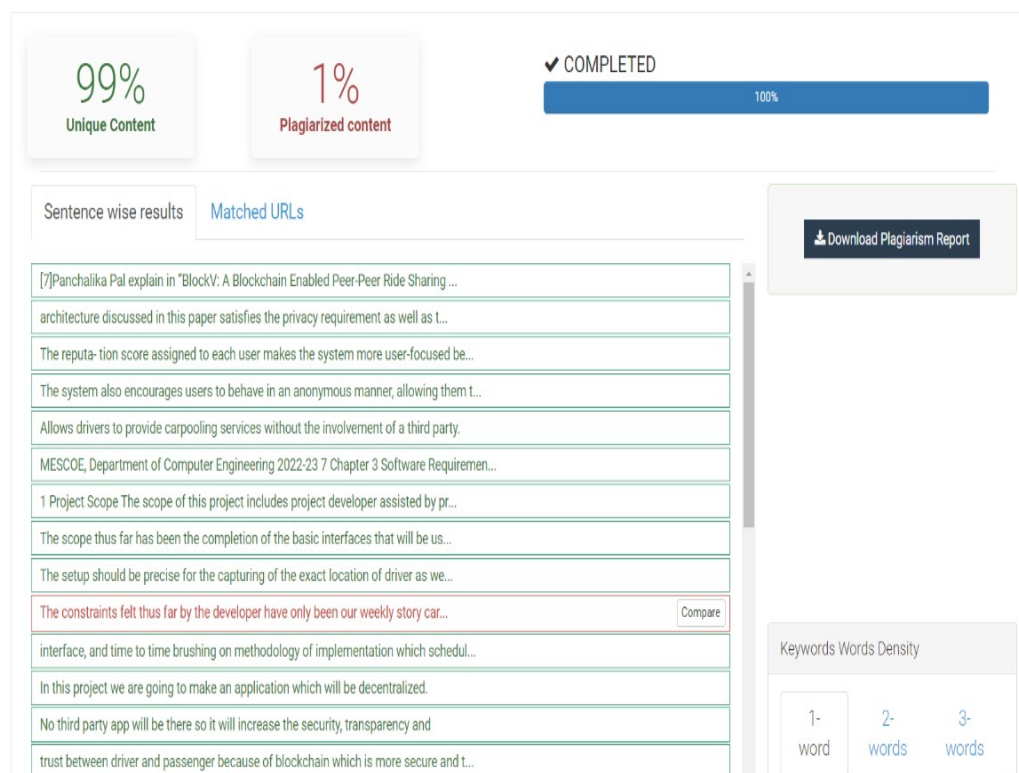 99%
Unique Content
1%
Plagiarized content
✔ COMPLETED
100%
Sentence wise results
Matched URLs
Download Plagiarism Report
[7]Panchalika Pal explain in "BlockV: A Blockchain Enabled Peer-Peer Ride Sharing ...
architecture discussed in this paper satisfies the privacy requirement as well as t...
The reputa- tion score assigned to each user makes the system more user-focused be...
The system also encourages users to behave in an anonymous manner, allowing them t...
Allows drivers to provide carpooling services without the involvement of a third party.
MESCOE, Department of Computer Engineering 2022-23 7 Chapter 3 Software Requiremen...
1 Project Scope The scope of this project includes project developer assisted by pr...
The scope thus far has been the completion of the basic interfaces that will be us...
The setup should be precise for the capturing of the exact location of driver as we...
The constraints felt thus far by the developer have only been our weekly story car...
Compare
interface, and time to time brushing on methodology of implementation which schedul...
In this project we are going to make an application which will be decentralized.
No third party app will be there so it will increase the security, transparency and
trust between driver and passenger because of blockchain which is more secure and t...
Keywords Words Density
1-
word
2-
words
3-
words